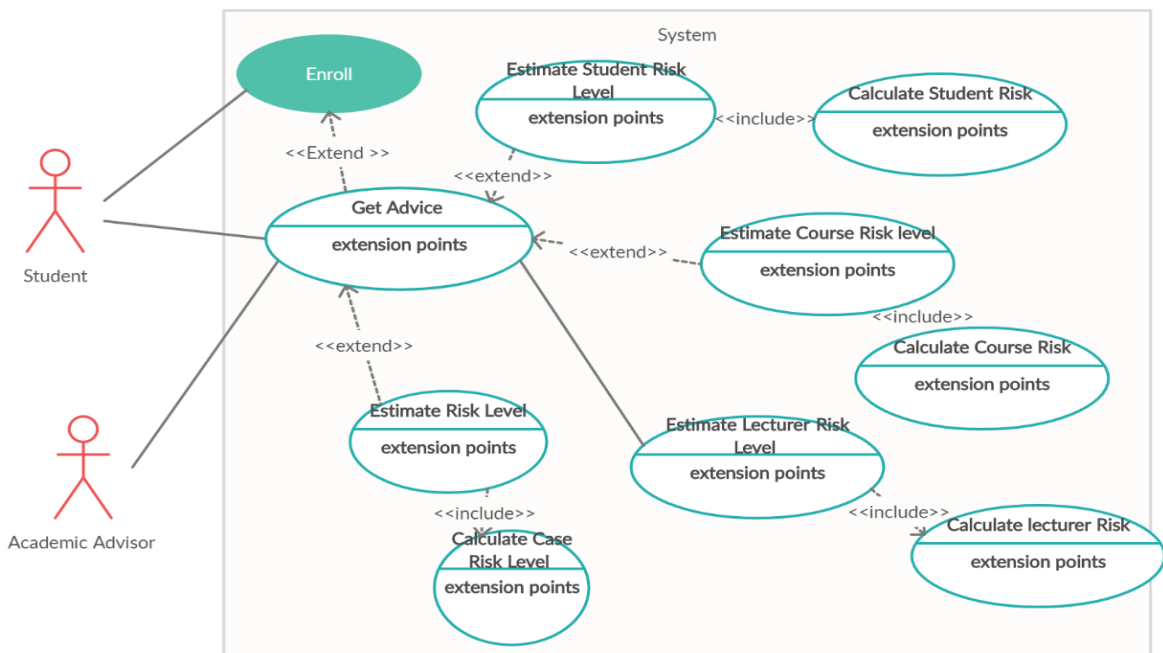 System
Enroll
Estimate Student Risk
Level
extension points
Calculate Student Risk
extension points
<<include>>
<<Extend >>
<<extend>>
Get Advice
extension points
Student
Estimate Course Risk level
extension points
<<extend>>
<<include>>
Calculate Course Risk
extension points
<<extend>>
Estimate Risk Level
extension points
Estimate Lecturer Risk
Level
extension points
<<include>>
<<include>>
Calculate lecturer Risk
extension points
Academic Advisor
Calculate Case
Risk Level
extension points